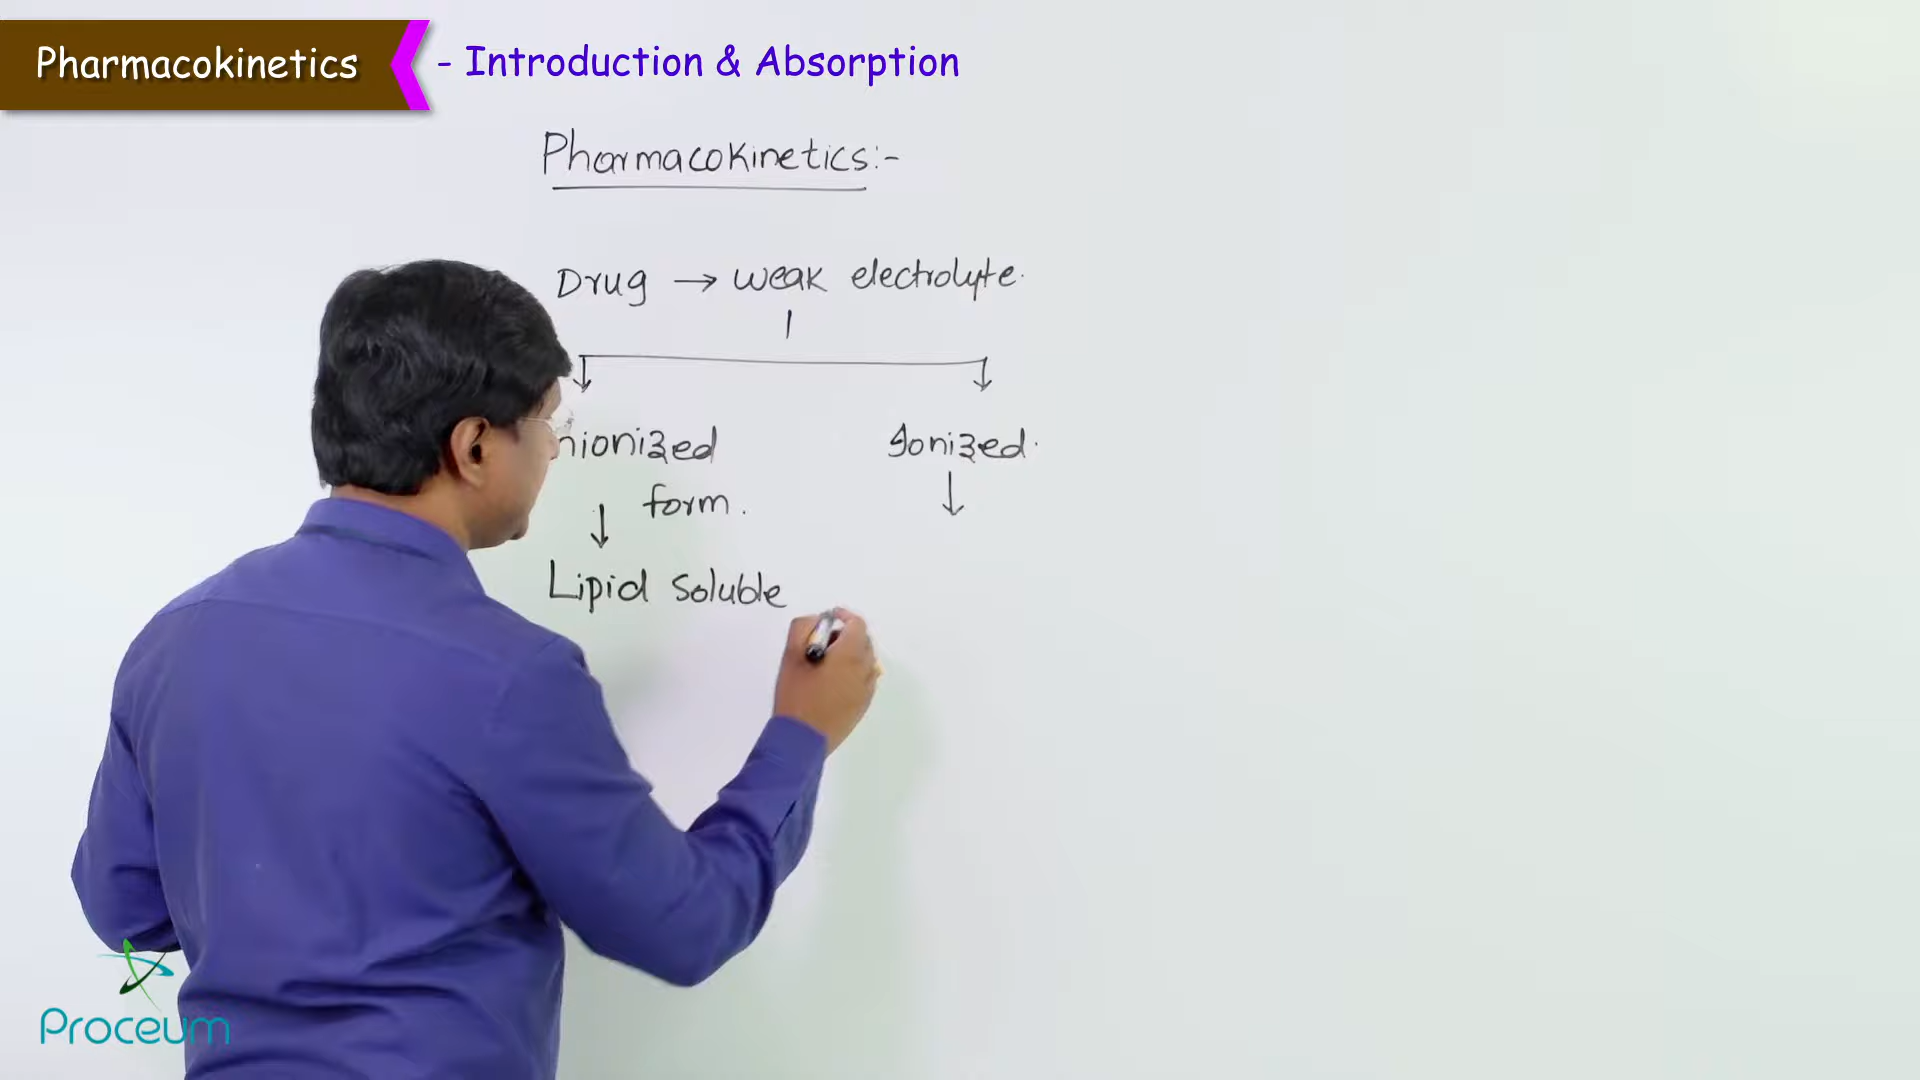 Pharmacokinetics - Introduction & Absorption
Pharmacokinetics:-
Drug → weak electrolyte.
nionized Ionized.
form.
Lipid soluble
Proceum